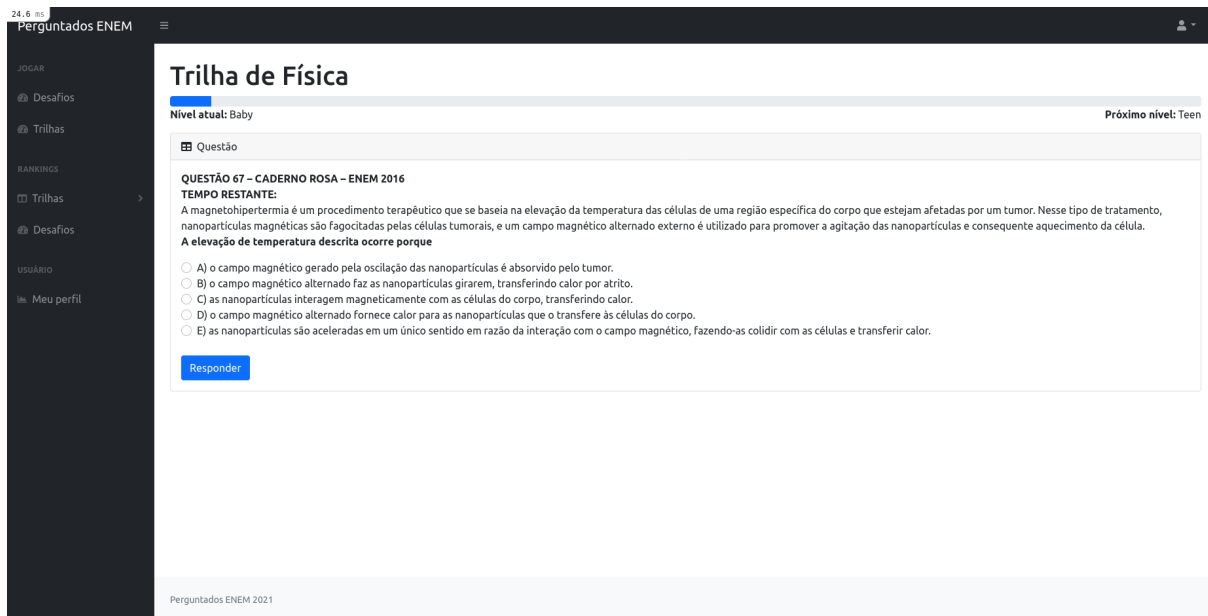 24.6 ms
Perguntados ENEM
JOGAR
Desafios
Trilhas
RANKINGS
Trilhas
Desafios
USUÁRIO
Meu perfil
Trilha de Física
Nível atual: Baby
Próximo nível: Teen
Questão
QUESTÃO 67 – CADERNO ROSA – ENEM 2016
TEMPO RESTANTE:
A magnetohipertermia é um procedimento terapêutico que se baseia na elevação da temperatura das células de uma região específica do corpo que estejam afetadas por um tumor. Nesse tipo de tratamento,
nanopartículas magnéticas são fagocitadas pelas células tumorais, e um campo magnético alternado externo é utilizado para promover a agitação das nanopartículas e consequente aquecimento da célula.
A elevação de temperatura descrita ocorre porque
A) o campo magnético gerado pela oscilação das nanopartículas é absorvido pelo tumor.
B) o campo magnético alternado faz as nanopartículas girarem, transferindo calor por atrito.
C) as nanopartículas interagem magneticamente com as células do corpo, transferindo calor.
D) o campo magnético alternado fornece calor para as nanopartículas que o transfere às células do corpo.
E) as nanopartículas são aceleradas em um único sentido em razão da interação com o campo magnético, fazendo-as colidir com as células e transferir calor.
Responder
Perguntados ENEM 2021